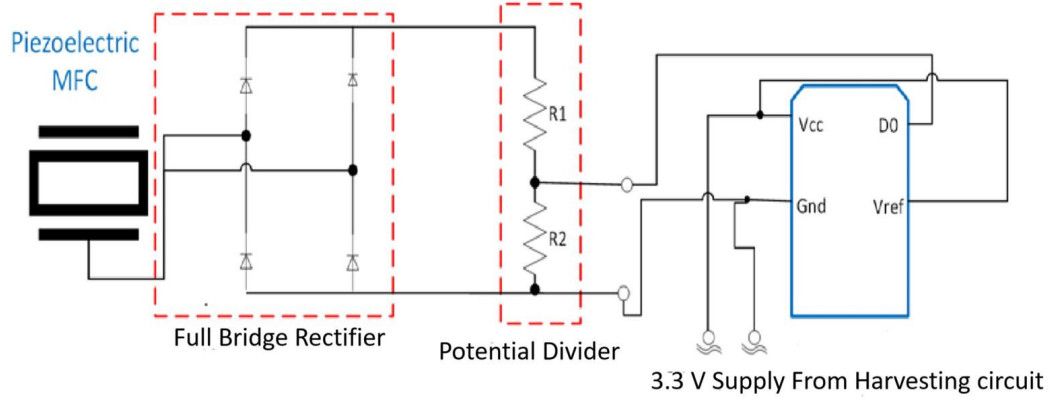 Piezoelectric
MFC
R1
R2
Vcc
D0
Gnd
Vref
Full Bridge Rectifier
Potential Divider
3.3 V Supply From Harvesting circuit